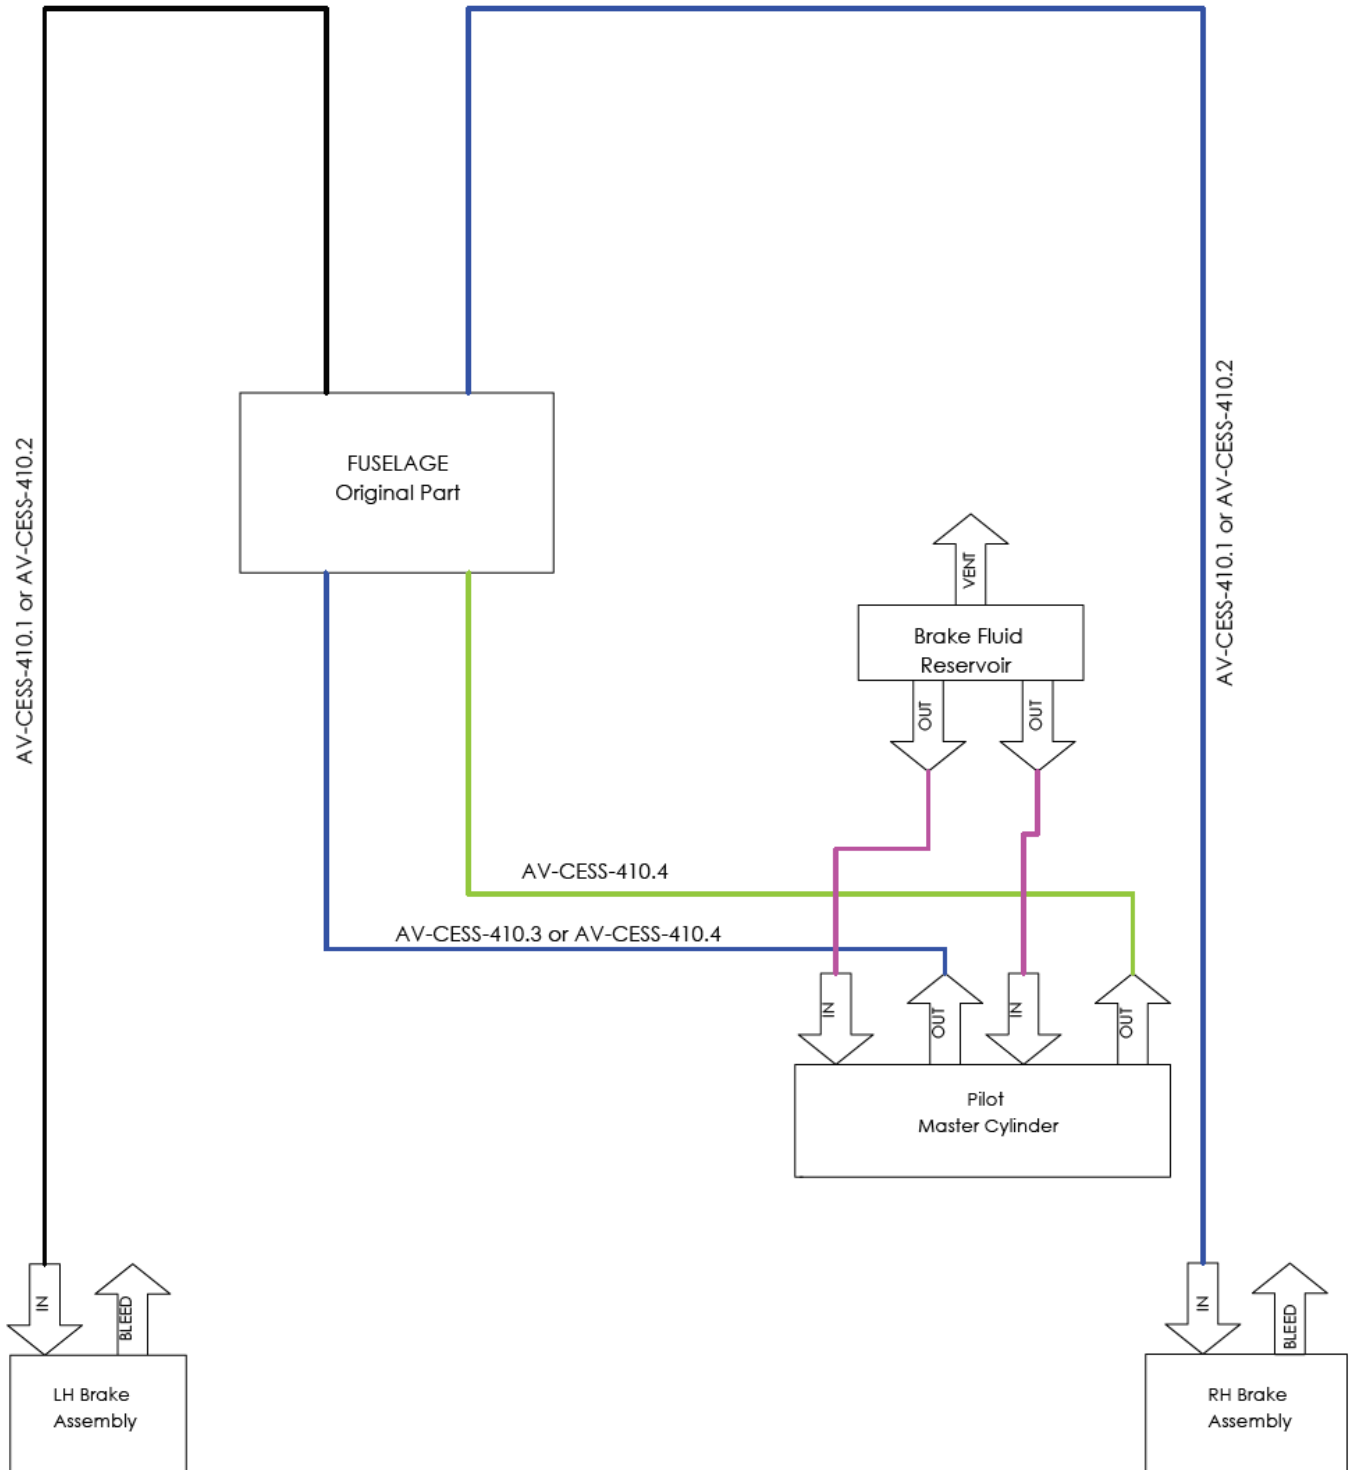 AV-CESS-410.1 or AV-CESS-410.2
FUSELAGE
Original Part
AV-CESS-410.1 or AV-CESS-410.2
VENT
Brake Fluid
Reservoir
OUT
OUT
AV-CESS-410.4
AV-CESS-410.3 or AV-CESS-410.4
IN
OUT
IN
OUT
Pilot
Master Cylinder
IN
BLEED
LH Brake
Assembly
IN
BLEED
RH Brake
Assembly